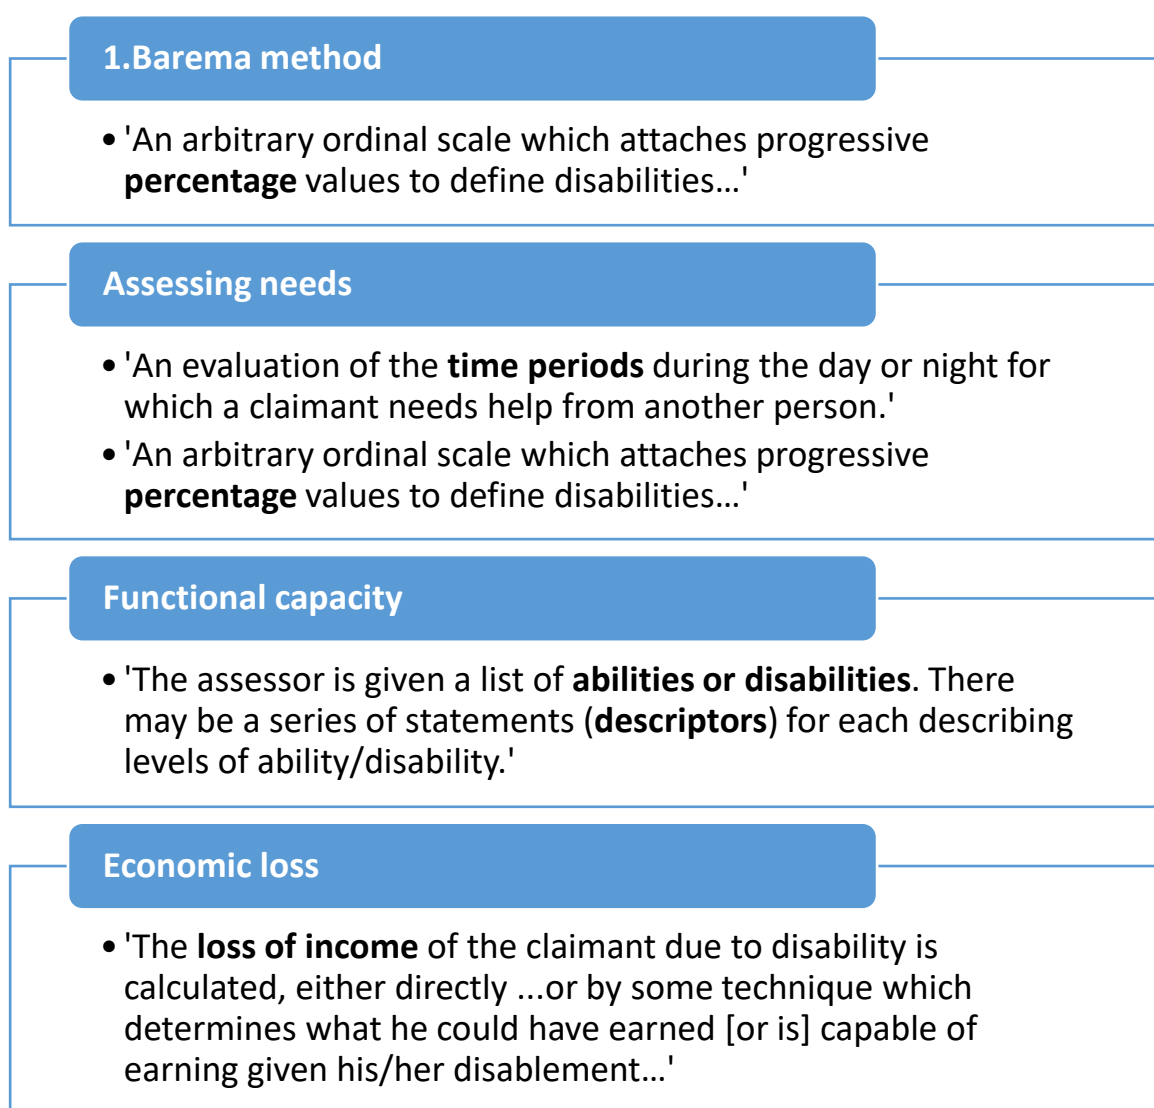 1.Barema method
• 'An arbitrary ordinal scale which attaches progressive
percentage values to define disabilities…'
Assessing needs
• 'An evaluation of the time periods during the day or night for
which a claimant needs help from another person.'
• 'An arbitrary ordinal scale which attaches progressive
percentage values to define disabilities…'
Functional capacity
• 'The assessor is given a list of abilities or disabilities. There
may be a series of statements (descriptors) for each describing
levels of ability/disability.'
Economic loss
• 'The loss of income of the claimant due to disability is
calculated, either directly ...or by some technique which
determines what he could have earned [or is] capable of
earning given his/her disablement…'